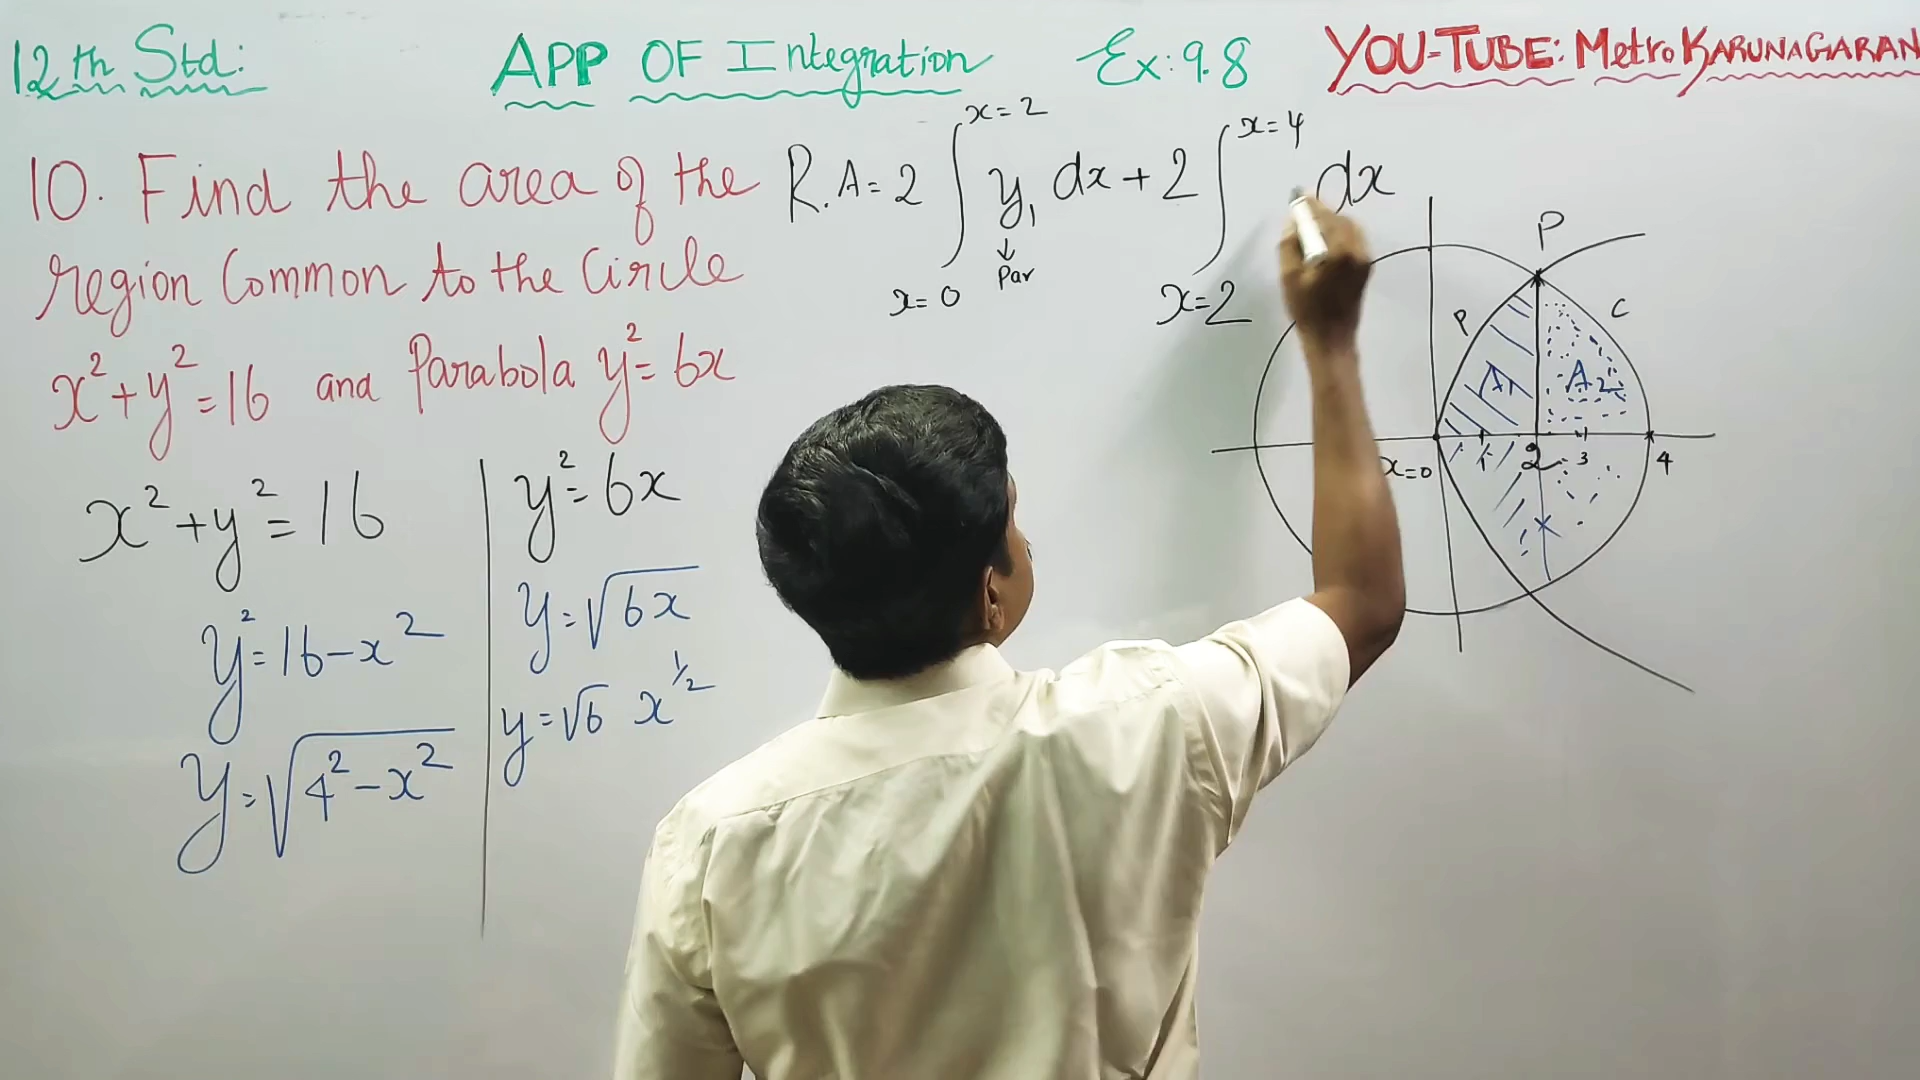 12th Std:
APP OF Integration
Ex: 9.8
YOU-TUBE: Metro KARUNAGARAN
10. Find the area of the
region Common to the Circle
x²+y²=16 and Parabola y²=6x
x²+y²=16
y²=16-x²
y=√4²-x²
y²=6x
y=√6x
y=√6 x^1/2
R.A=2∫ y₁ dx+2∫ dx
x=2
x=4
x=0
↓
Par
x=2
P
P
C
A₁
A₂
x=0
1
2
3
4